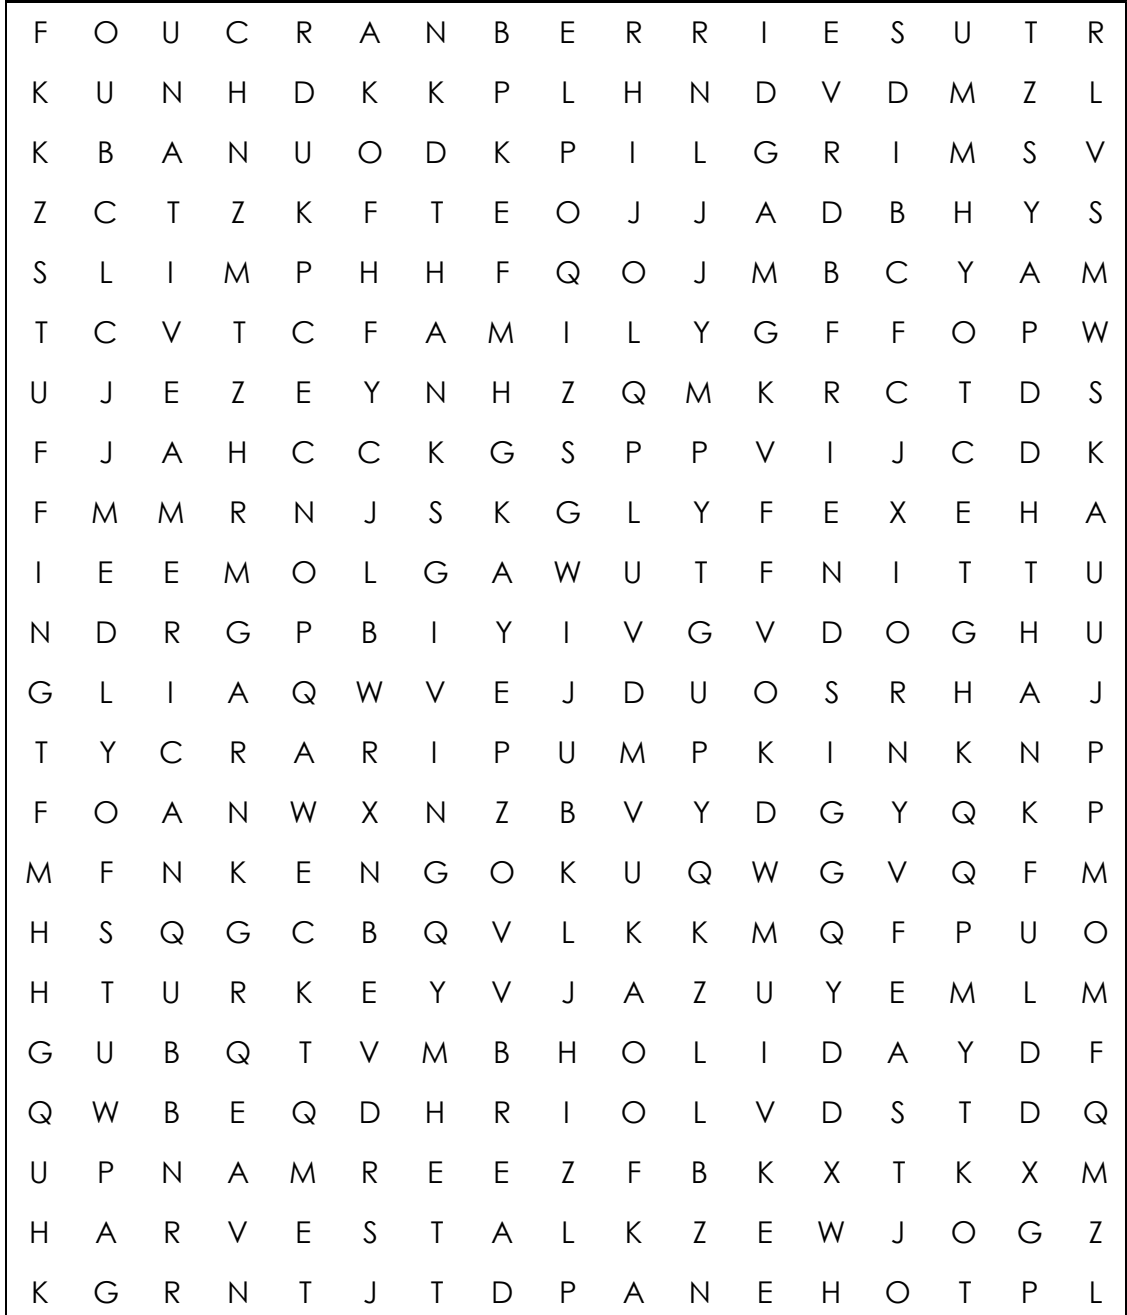 F O U C R A N B E R R I E S U T R
K U N H D K K P L H N D V D M Z L
K B A N U O D K P I L G R I M S V
Z C T Z K F T E O J J A D B H Y S
S L I M P H H F Q O J M B C Y A M
T C V T C F A M I L Y G F F O P W
U J E Z E Y N H Z Q M K R C T D S
F J A H C C K G S P P V I J C D K
F M M R N J S K G L Y F E X E H A
I E E M O L G A W U T F N I T T U
N D R G P B I Y I V G V D O G H U
G L I A Q W V E J D U O S R H A J
T Y C R A R I P U M P K I N K N P
F O A N W X N Z B V Y D G Y Q K P
M F N K E N G O K U Q W G V Q F M
H S Q G C B Q V L K K M Q F P U O
H T U R K E Y V J A Z U Y E M L M
G U B Q T V M B H O L I D A Y D F
Q W B E Q D H R I O L V D S T D Q
U P N A M R E E Z F B K X T K X M
H A R V E S T A L K Z E W J O G Z
K G R N T J T D P A N E H O T P L